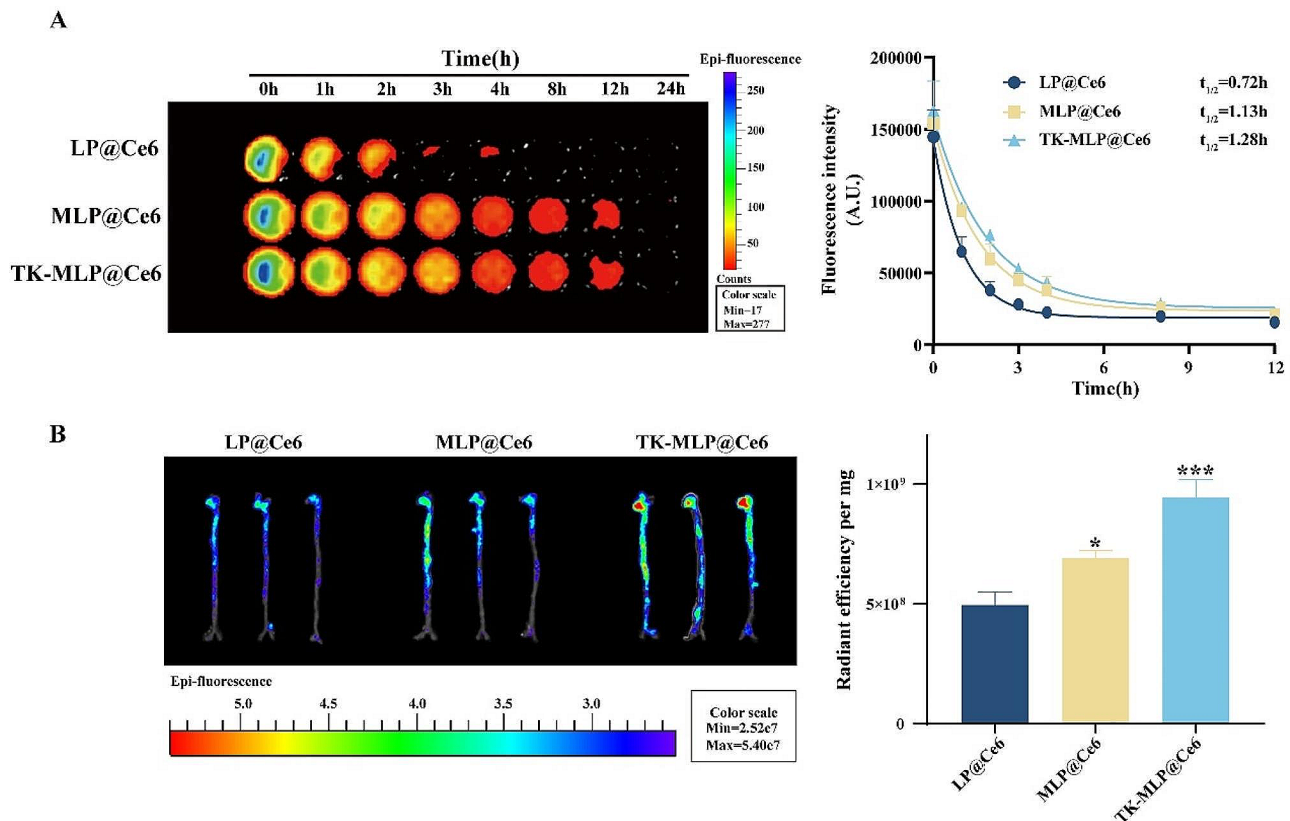 A
Time(h)
0h 1h 2h 3h 4h 8h 12h 24h
LP@Ce6
MLP@Ce6
TK-MLP@Ce6
Epi-fluorescence
250
200
150
100
50
Counts
Color scale
Min=17
Max=277
Fluorescence intensity
(A.U.)
200000
150000
100000
50000
0
LP@Ce6 t1/2=0.72h
MLP@Ce6 t1/2=1.13h
TK-MLP@Ce6 t1/2=1.28h
0 3 6 9 12
Time(h)
B
LP@Ce6 MLP@Ce6 TK-MLP@Ce6
Epi-fluorescence
5.0 4.5 4.0 3.5 3.0
Color scale
Min=2.52e7
Max=5.40e7
Radiant efficiency per mg
1×10⁹
5×10⁸
0
*
***
LP@Ce6
MLP@Ce6
TK-MLP@Ce6